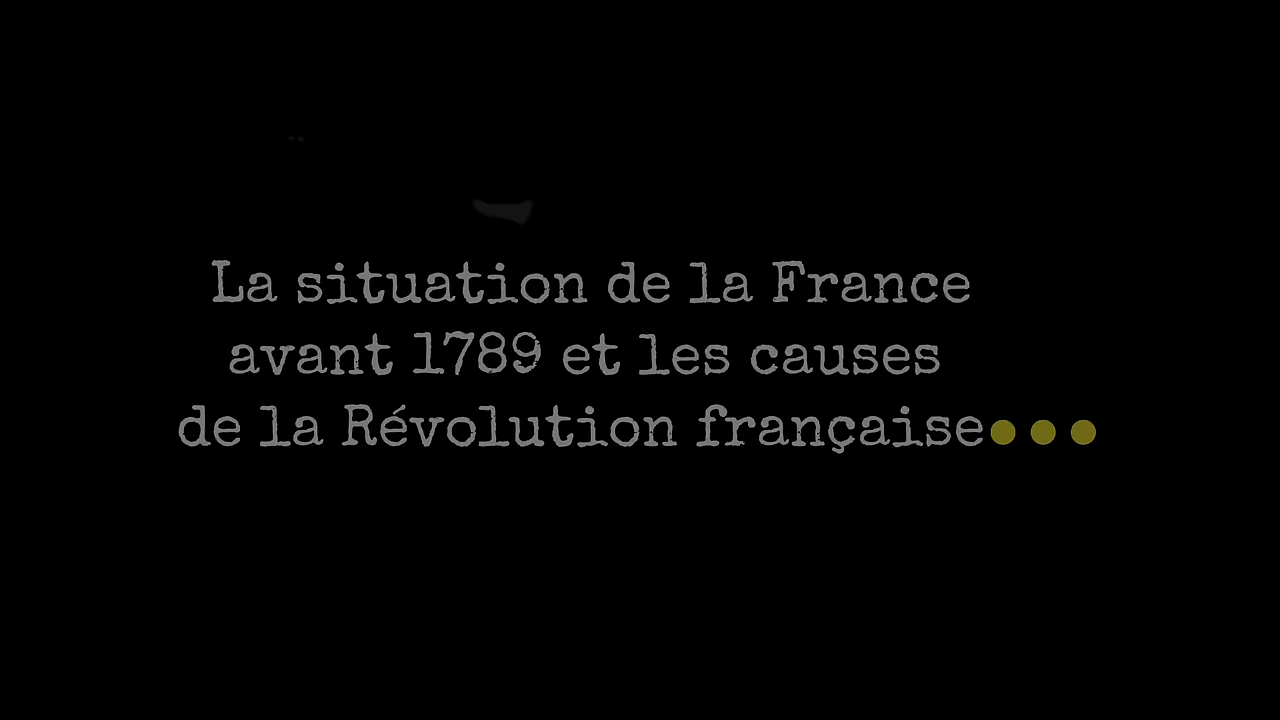 La situation de la France
avant 1789 et les causes
de la Révolution française...